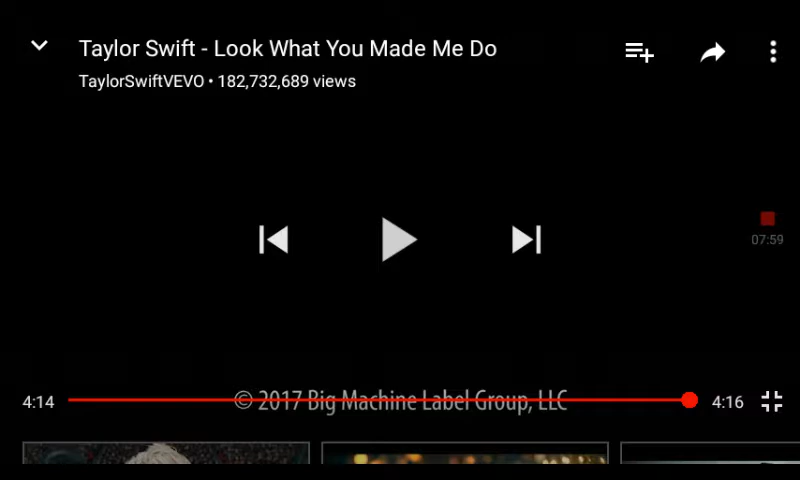 Taylor Swift - Look What You Made Me Do
TaylorSwiftVEVO • 182,732,689 views
07:59
4:14
© 2017 Big Machine Label Group, LLC
4:16